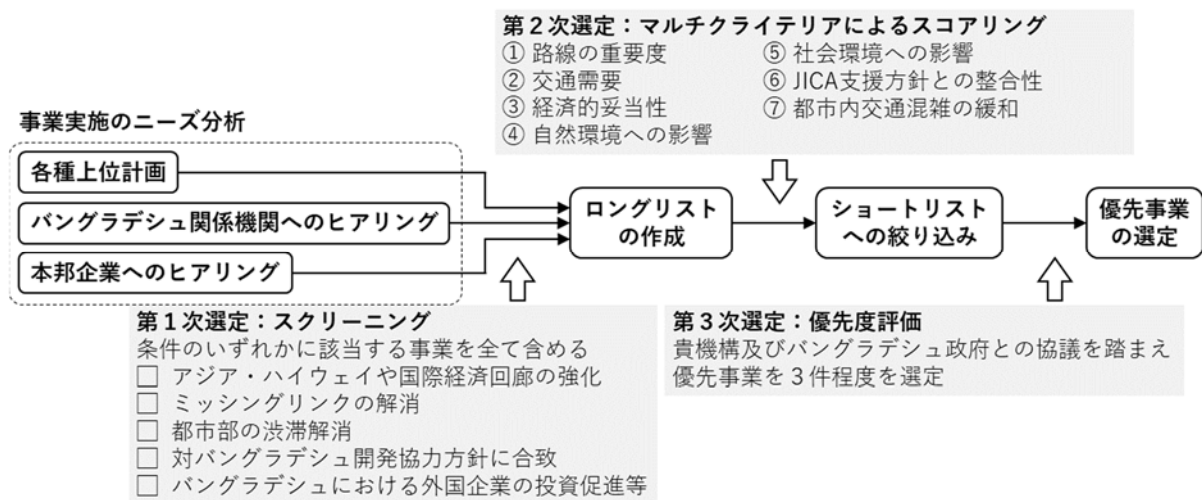 第２次選定：マルチクライテリアによるスコアリング
① 路線の重要度
② 交通需要
③ 経済的妥当性
④ 自然環境への影響
⑤ 社会環境への影響
⑥ JICA支援方針との整合性
⑦ 都市内交通混雑の緩和
事業実施のニーズ分析
各種上位計画
バングラデシュ関係機関へのヒアリング
本邦企業へのヒアリング
ロングリスト
の作成
ショートリスト
への絞り込み
優先事業
の選定
第１次選定：スクリーニング
条件のいずれかに該当する事業を全て含める
□ アジア・ハイウェイや国際経済回廊の強化
□ ミッシングリンクの解消
□ 都市部の渋滞解消
□ 対バングラデシュ開発協力方針に合致
□ バングラデシュにおける外国企業の投資促進等
第３次選定：優先度評価
貴機構及びバングラデシュ政府との協議を踏まえ
優先事業を３件程度を選定